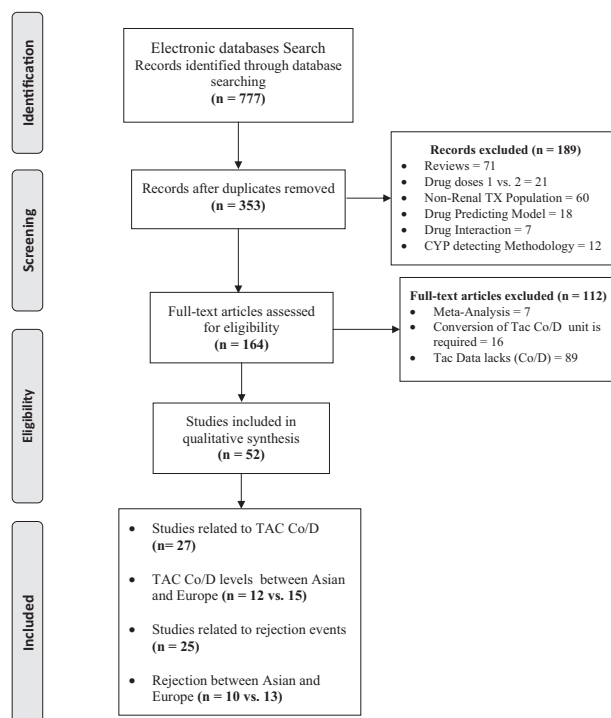 Identification
Electronic databases Search
Records identified through database
searching
(n = 777)
Records excluded (n = 189)
• Reviews = 71
• Drug doses 1 vs. 2 = 21
• Non-Renal TX Population = 60
• Drug Predicting Model = 18
• Drug Interaction = 7
• CYP detecting Methodology = 12
Screening
Records after duplicates removed
(n = 353)
Full-text articles assessed
for eligibility
(n = 164)
Full-text articles excluded (n = 112)
• Meta-Analysis = 7
• Conversion of Tac Co/D unit is
required = 16
• Tac Data lacks (Co/D) = 89
Eligibility
Studies included in
qualitative synthesis
(n = 52)
Included
• Studies related to TAC Co/D
(n= 27)
• TAC Co/D levels between Asian
and Europe (n = 12 vs. 15)
• Studies related to rejection events
(n = 25)
• Rejection between Asian and
Europe (n = 10 vs. 13)